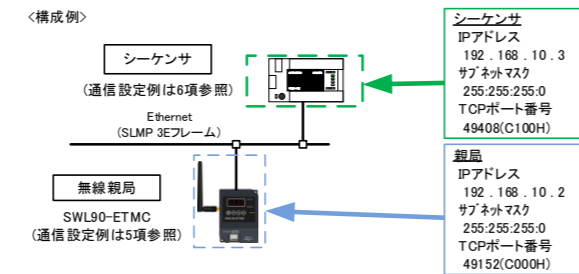 <構成例>
シーケンサ
(通信設定例は6項参照)
Ethernet
(SLMP 3Eフレーム)
無線親局
SWL90-ETMC
(通信設定例は5項参照)
シーケンサ
IPアドレス
192.168.10.3
サブネットマスク
255:255:255:0
TCPポート番号
49408(C100H)
親局
IPアドレス
192.168.10.2
サブネットマスク
255:255:255:0
TCPポート番号
49152(C000H)